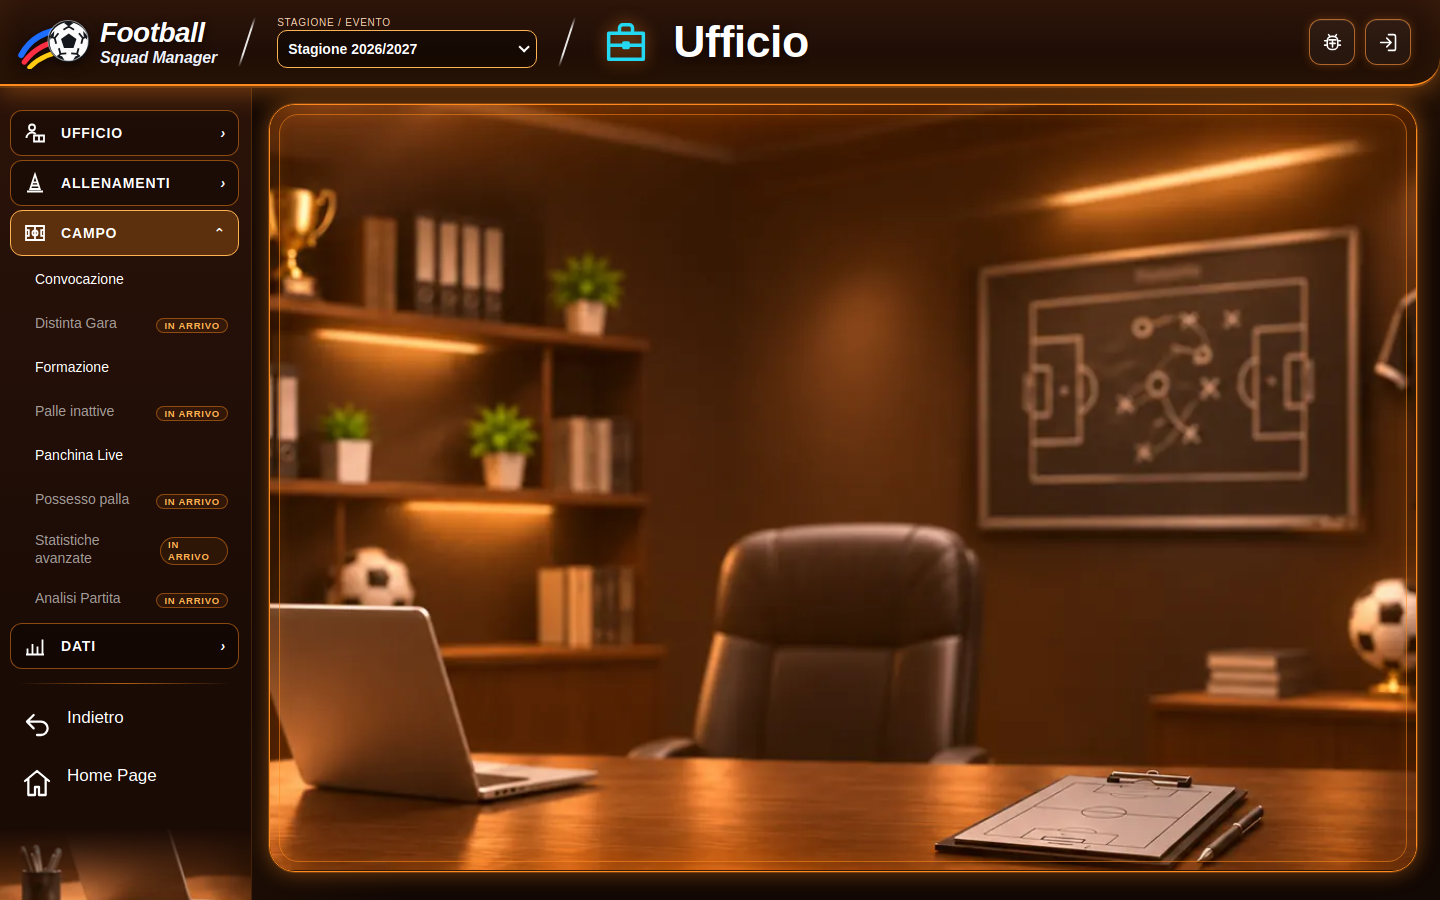 Football
Squad Manager
STAGIONE / EVENTO
Stagione 2026/2027
Ufficio
UFFICIO
ALLENAMENTI
CAMPO
Convocazione
Distinta Gara IN ARRIVO
Formazione
Palle inattive IN ARRIVO
Panchina Live
Possesso palla IN ARRIVO
Statistiche
avanzate
IN
ARRIVO
Analisi Partita IN ARRIVO
DATI
Indietro
Home Page